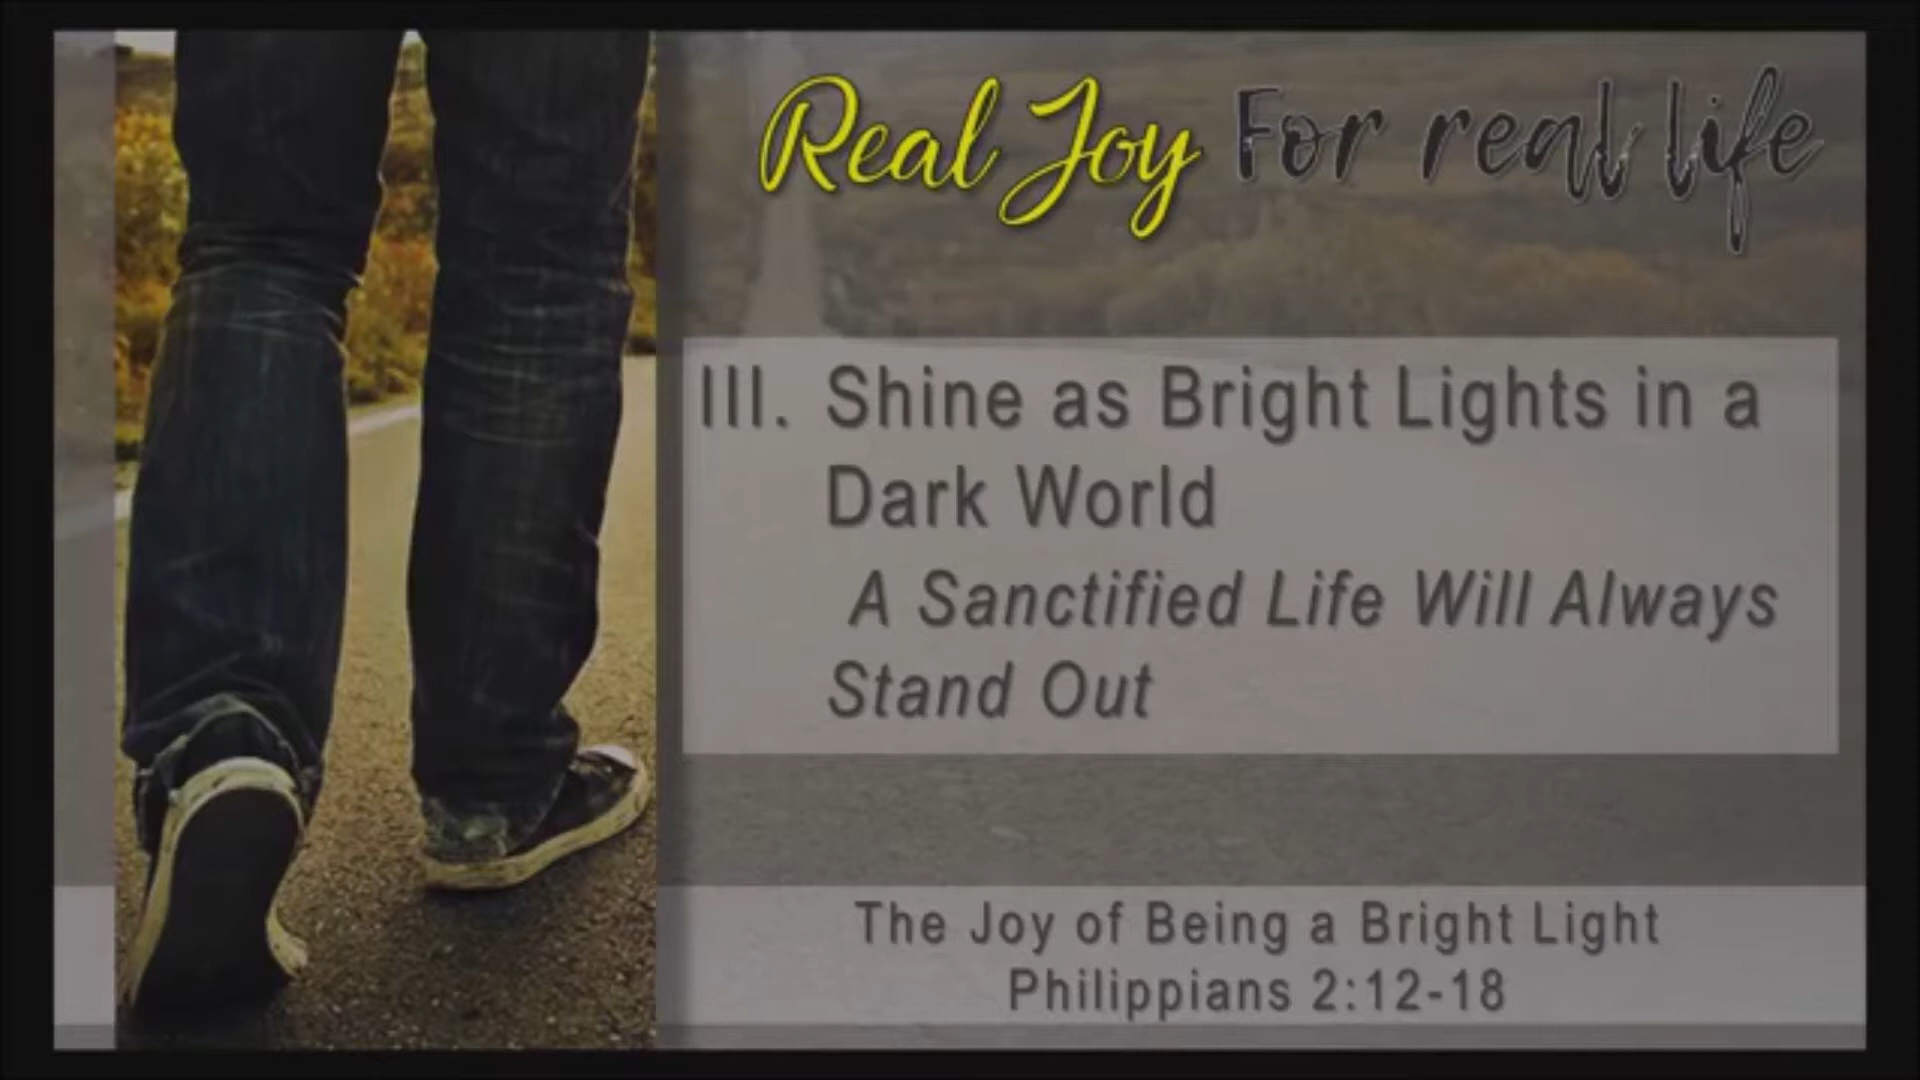 Real Joy For real life
III. Shine as Bright Lights in a
Dark World
A Sanctified Life Will Always
Stand Out
The Joy of Being a Bright Light
Philippians 2:12-18